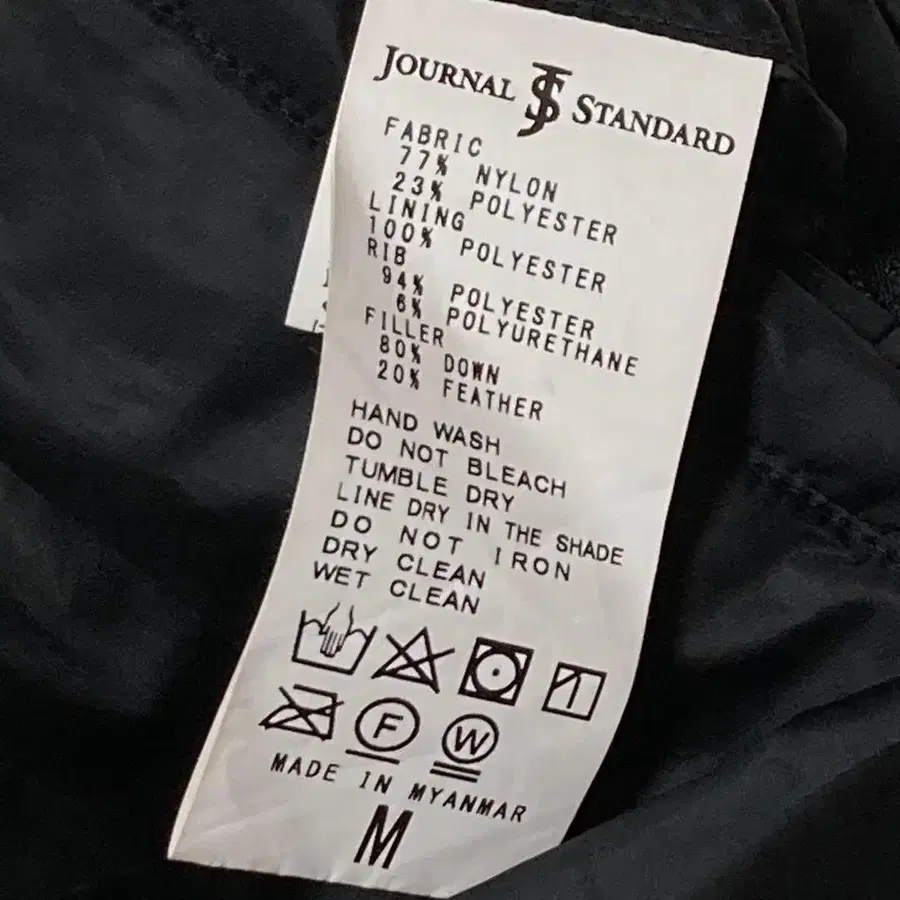 JOURNAL JS STANDARD
FABRIC
77% NYLON
23% POLYESTER
LINING
100% POLYESTER
RIB
94% POLYESTER
6% POLYURETHANE
FILLER
80% DOWN
20% FEATHER
HAND WASH
DO NOT BLEACH
TUMBLE DRY
LINE DRY IN THE SHADE
DO NOT IRON
DRY CLEAN
WET CLEAN
F W
MADE IN MYANMAR
M